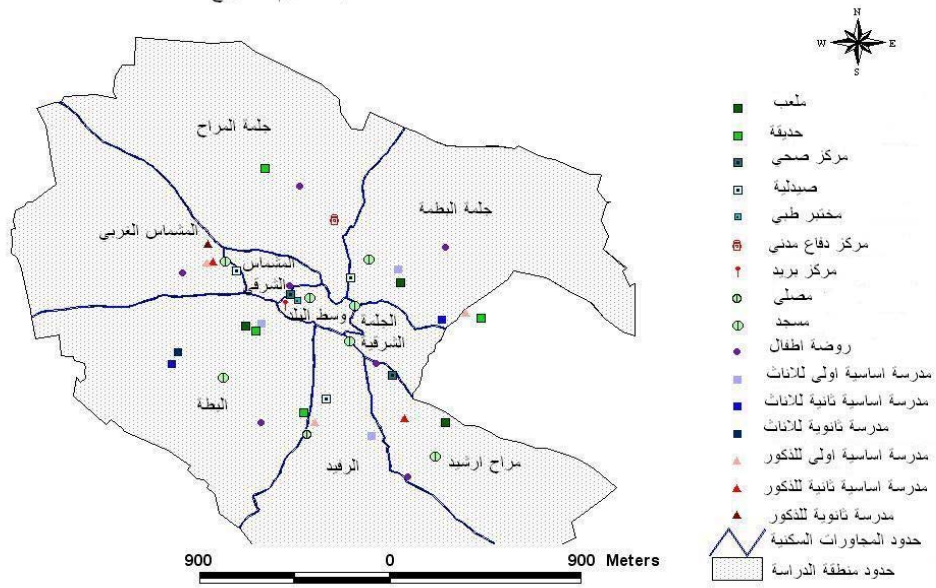 N
W E
S
جلمة المراح
جلمة البطمة
المشماس الغربي
المشماس
الشرقي
وسط البلد
الجلمة
الشرقية
البطة
الرفيد
مراح ارشيد
900 0 900 Meters
ملعب
حديقة
مركز صحي
صيدلية
مختبر طبي
مركز دفاع مدني
مركز بريد
مصلى
مسجد
روضة اطفال
مدرسة اساسية اولى للاناث
مدرسة اساسية ثانية للاناث
مدرسة ثانوية للاناث
مدرسة اساسية اولى للذكور
مدرسة اساسية ثانية للذكور
مدرسة ثانوية للذكور
حدود المجاورات السكنية
حدود منطقة الدراسة